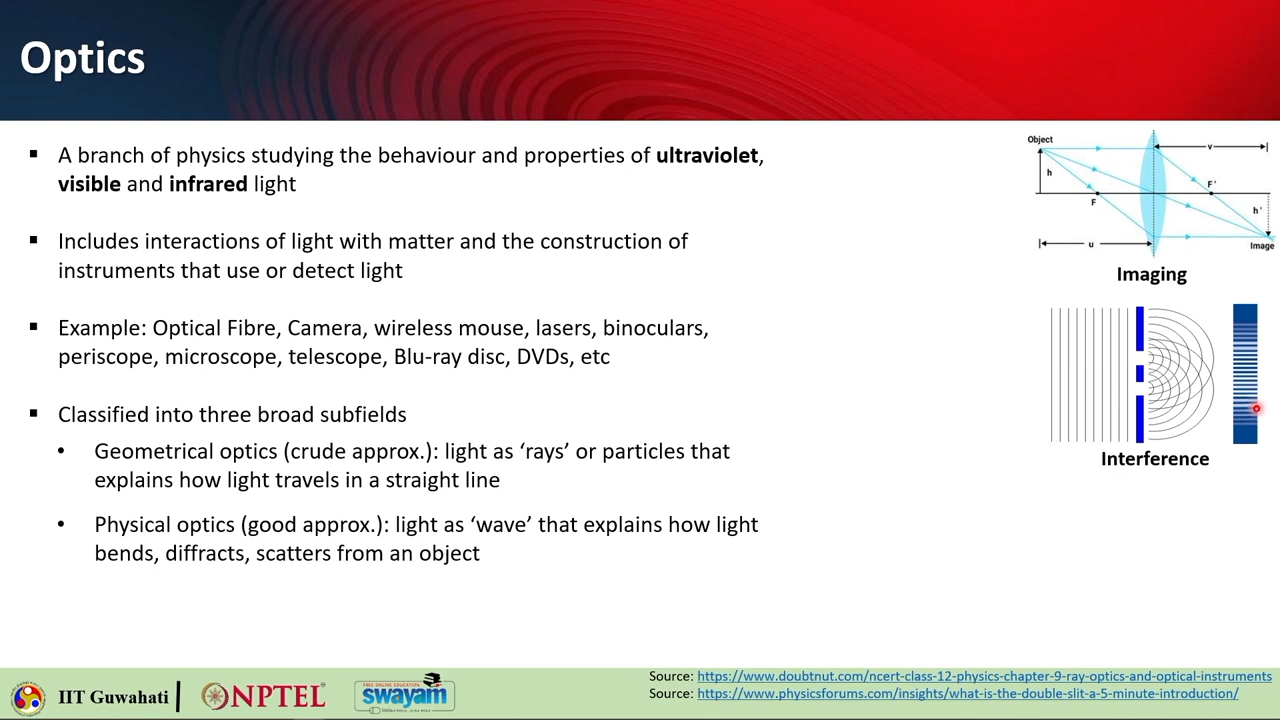 Optics
▪ A branch of physics studying the behaviour and properties of ultraviolet,
visible and infrared light
▪ Includes interactions of light with matter and the construction of
instruments that use or detect light
▪ Example: Optical Fibre, Camera, wireless mouse, lasers, binoculars,
periscope, microscope, telescope, Blu-ray disc, DVDs, etc
▪ Classified into three broad subfields
• Geometrical optics (crude approx.): light as ‘rays’ or particles that
explains how light travels in a straight line
• Physical optics (good approx.): light as ‘wave’ that explains how light
bends, diffracts, scatters from an object
Object
v
h
F'
F
h'
u
Image
Imaging
Interference
IIT Guwahati
NPTEL
FREE ONLINE EDUCATION
swayam
Source: https://www.doubtnut.com/ncert-class-12-physics-chapter-9-ray-optics-and-optical-instruments
Source: https://www.physicsforums.com/insights/what-is-the-double-slit-a-5-minute-introduction/